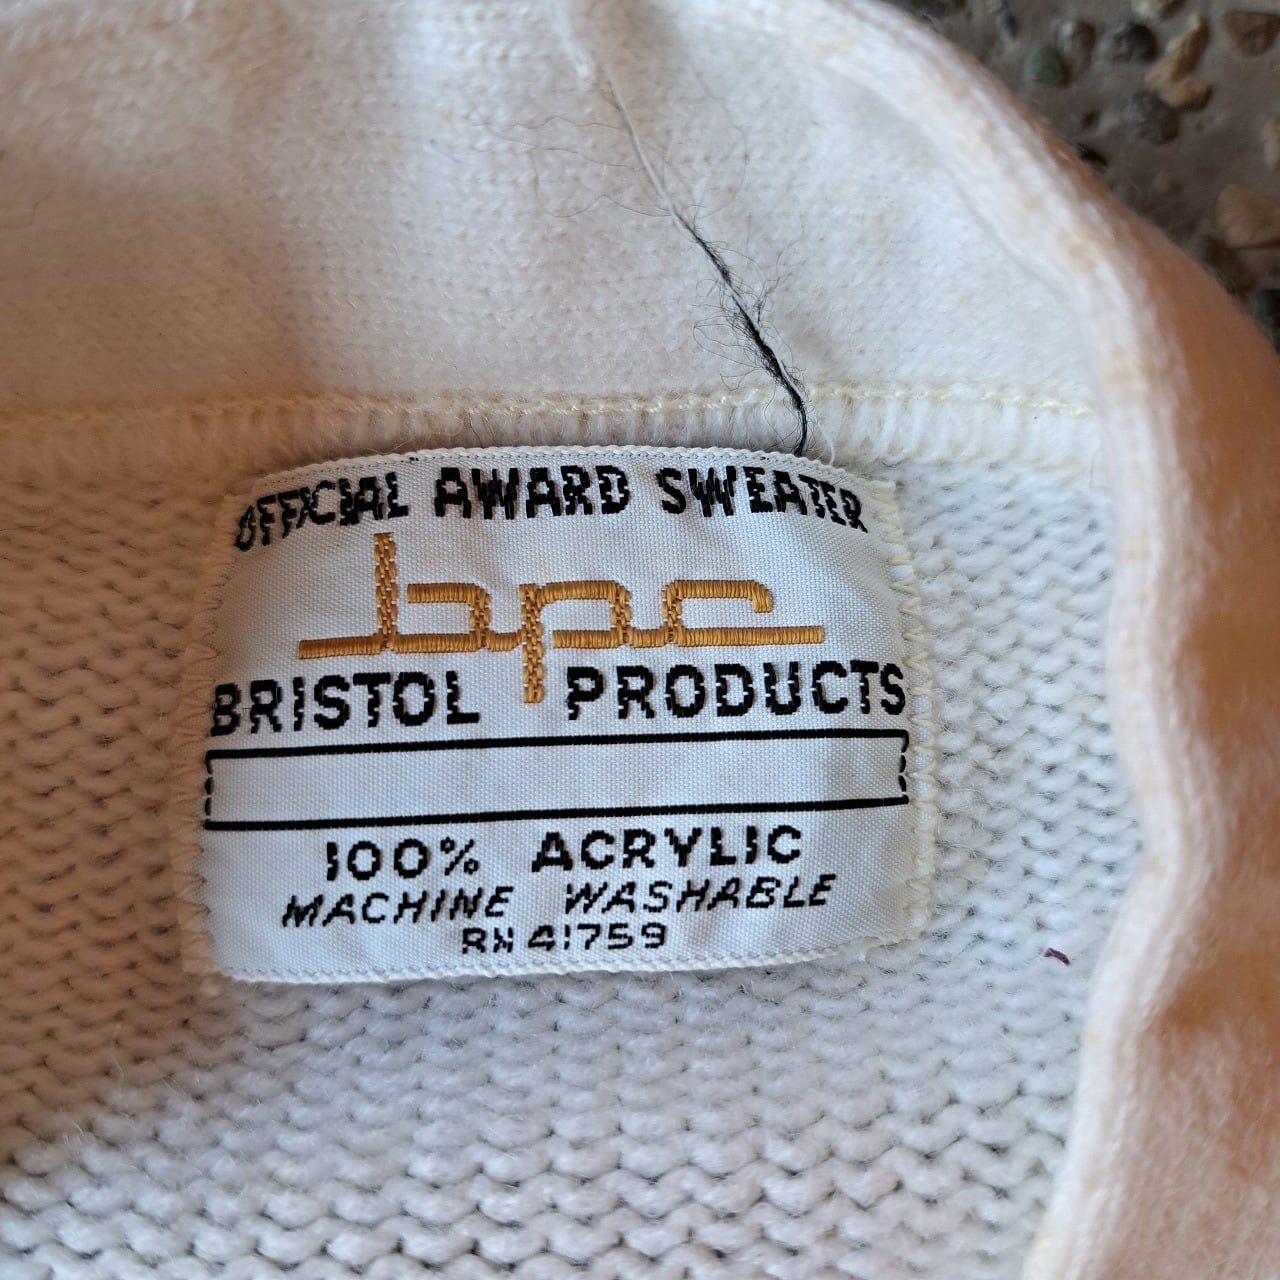 OFFICIAL AWARD SWEATER
bpc
BRISTOL PRODUCTS
100% ACRYLIC
MACHINE WASHABLE
RN 41759